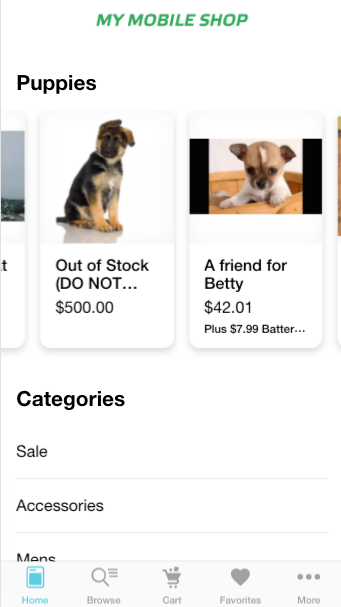 MY MOBILE SHOP
Puppies
Out of Stock
(DO NOT...
$500.00
A friend for
Betty
$42.01
Plus $7.99 Batter...
Categories
Sale
Accessories
Mens
Home
Browse
Cart
Favorites
More